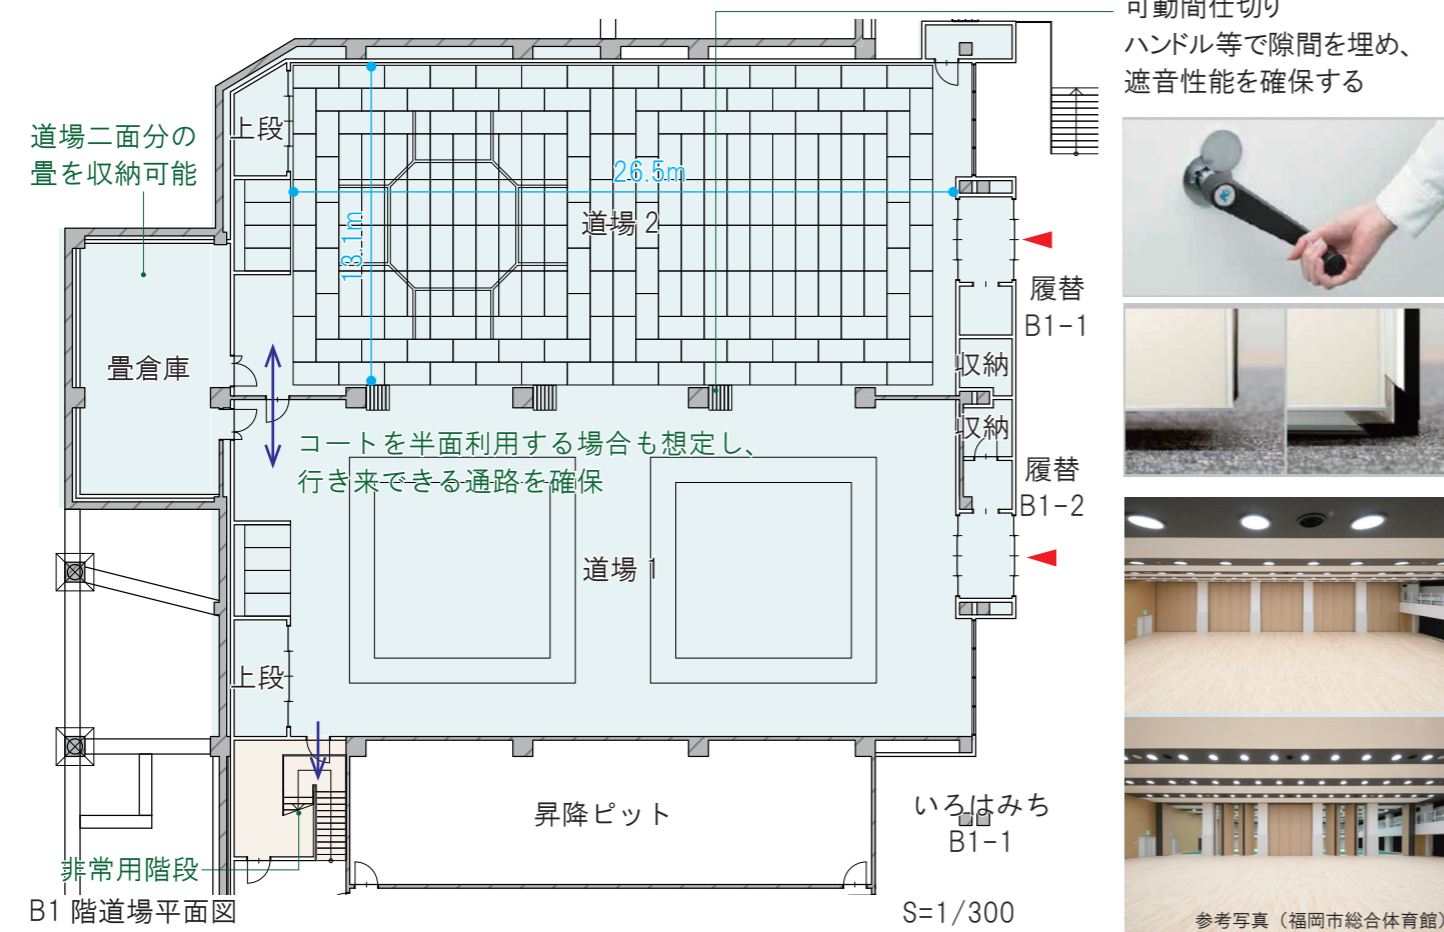 可動間仕切り
ハンドル等で隙間を埋め、
遮音性能を確保する
道場二面分の
畳を収納可能
上段
26.5m
道場 2
13.1m
履替
B1-1
畳倉庫
収納
収納
コートを半面利用する場合も想定し、
行き来できる通路を確保
履替
B1-2
道場 1
上段
昇降ピット
いろはみち
B1-1
非常用階段
B1 階道場平面図
S=1/300
参考写真（福岡市総合体育館）